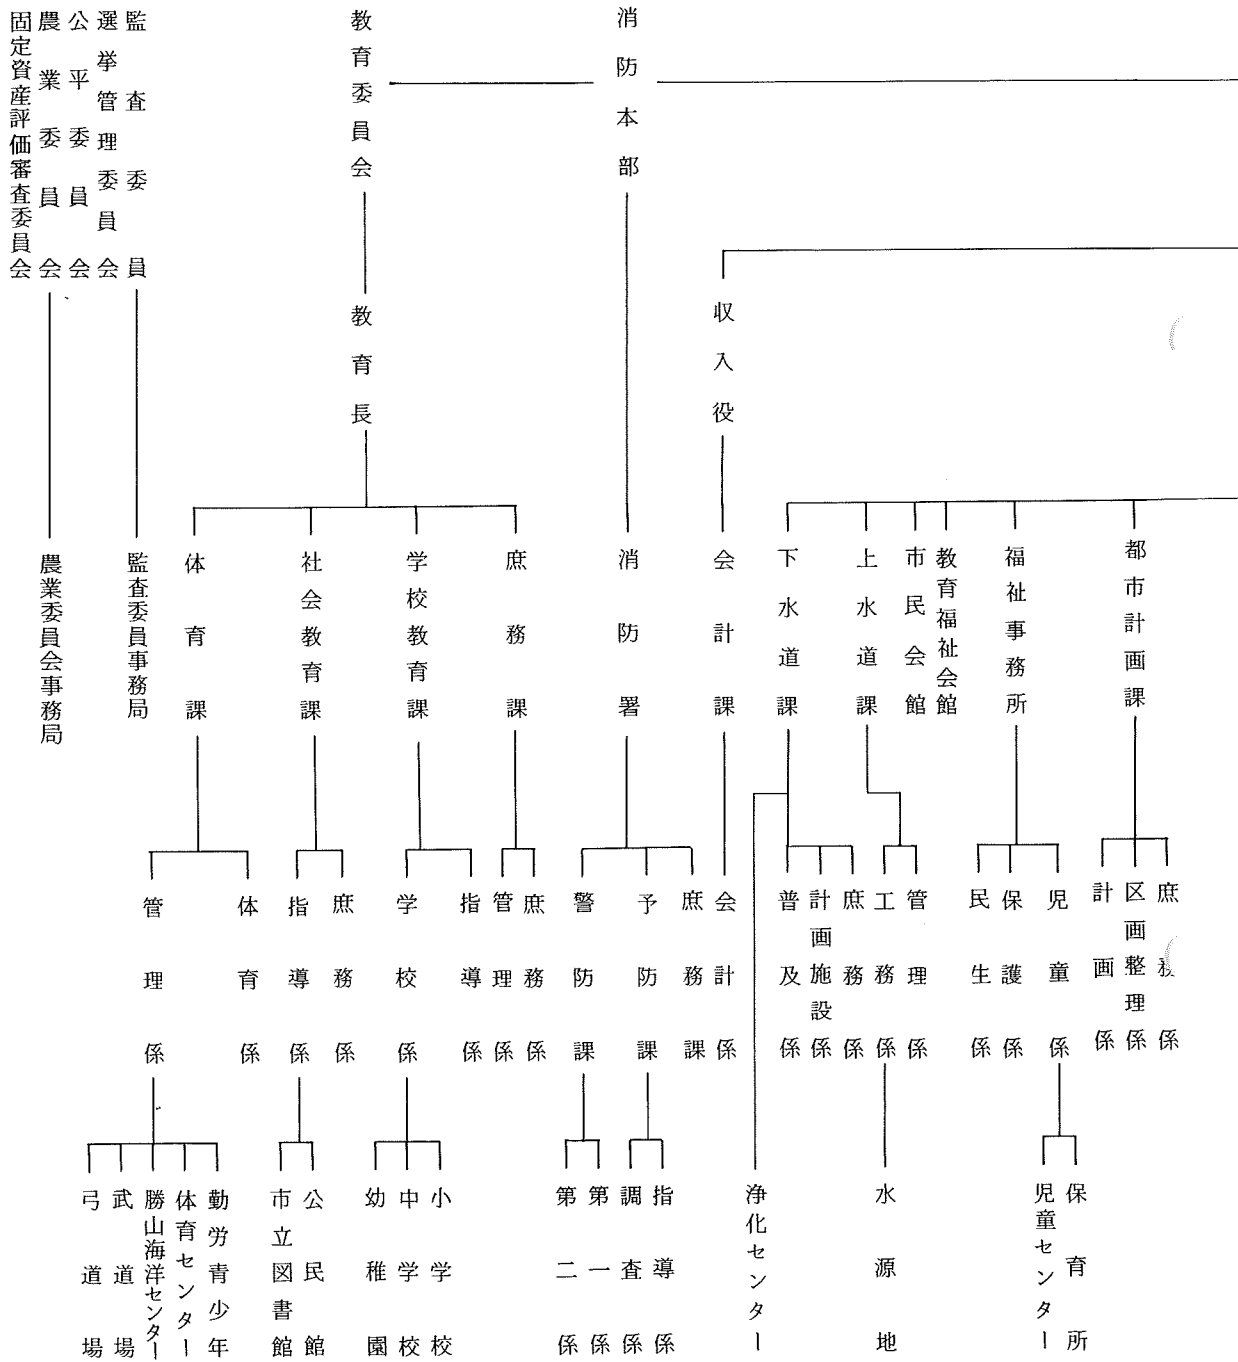 消防本部
教育委員会
監査委員
選挙管理委員会
公平委員会
農業委員会
固定資産評価審査委員会
収入役
教育長
都市計画課
福祉事務所
教育福祉会館
市民会館
上水道課
下水道課
会計課
消防署
庶務課
学校教育課
社会教育課
体育課
監査委員事務局
農業委員会事務局
庶務係
区画整理係
計画係
児童係
保護係
民生係
管理係
工務係
庶務係
計画施設係
普及係
会計係
庶務課
予防課
警防課
庶務係
管理係
指導係
学校係
庶務係
指導係
体育係
管理係
保育所
児童センター
水源地
浄化センター
指導係
調査係
第一係
第二係
小学校
中学校
幼稚園
公民館
市立図書館
勤労青少年
体育センター
勝山海洋センター
武道場
弓道場